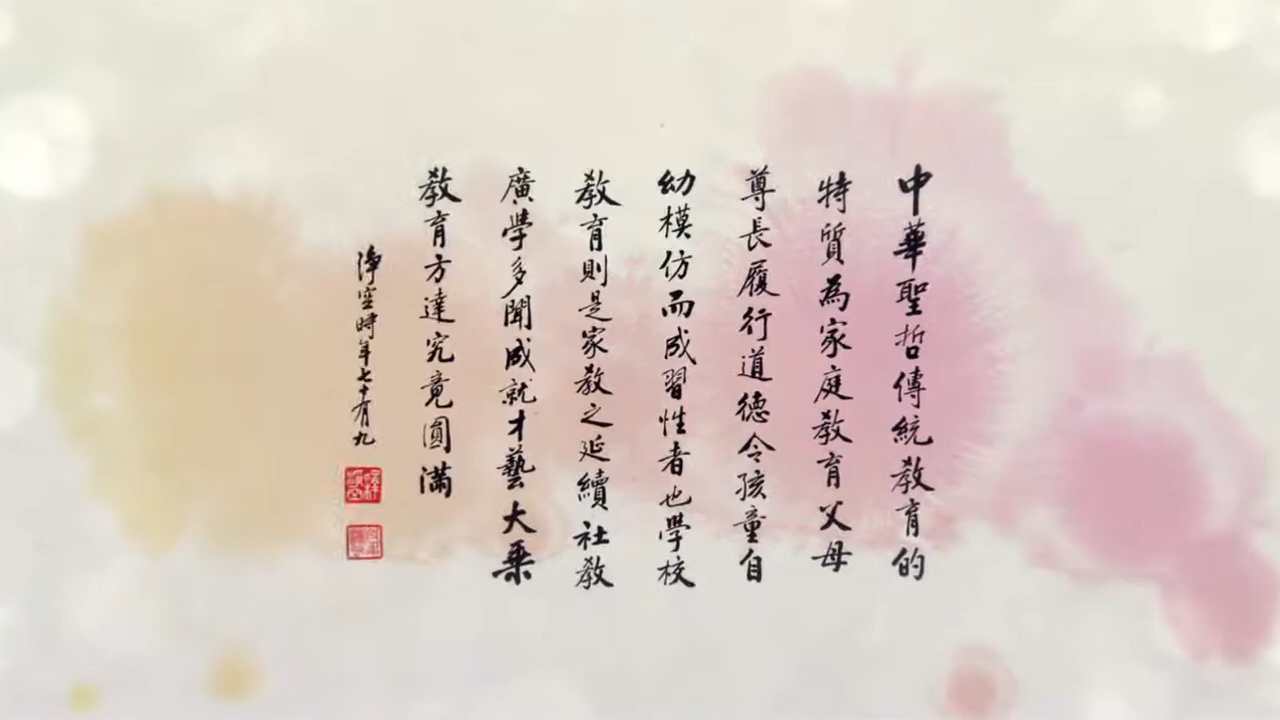 中華聖哲傳統教育的
特質為家庭教育父母
尊長履行道德令孩童自
幼模仿而成習性者也學校
教育則是家教之延續社教
廣學多聞成就才藝大乘
教育方達究竟圓滿
淨空時年七十有九